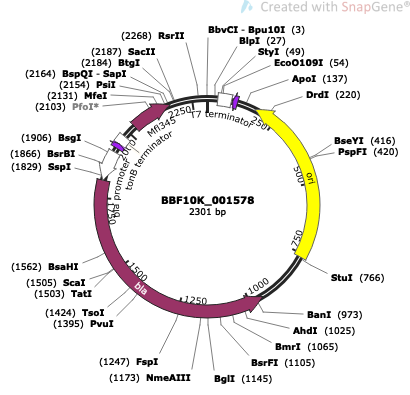 Created with SnapGene®
(2268) RsrII
BbvCI - Bpu10I (3)
(2187) SacII
BlpI (27)
(2184) BtgI
StyI (49)
(2164) BspQI - SapI
EcoO109I (54)
(2154) PsiI
ApoI (137)
(2131) MfeI
DrdI (220)
(2103) PfoI*
(1906) BsgI
BseYI (416)
(1866) BsrBI
PspFI (420)
(1829) SspI
Mfl345
T7 terminator
tonB terminator
bla promoter
2250
250
2000
1750
500
ori
BBF10K_001578
2301 bp
750
StuI (766)
(1562) BsaHI
(1505) ScaI
(1503) TatI
(1424) TsoI
(1395) PvuI
1500
bla
1250
1000
BanI (973)
AhdI (1025)
BmrI (1065)
BsrFI (1105)
(1247) FspI
(1173) NmeAIII
BglI (1145)